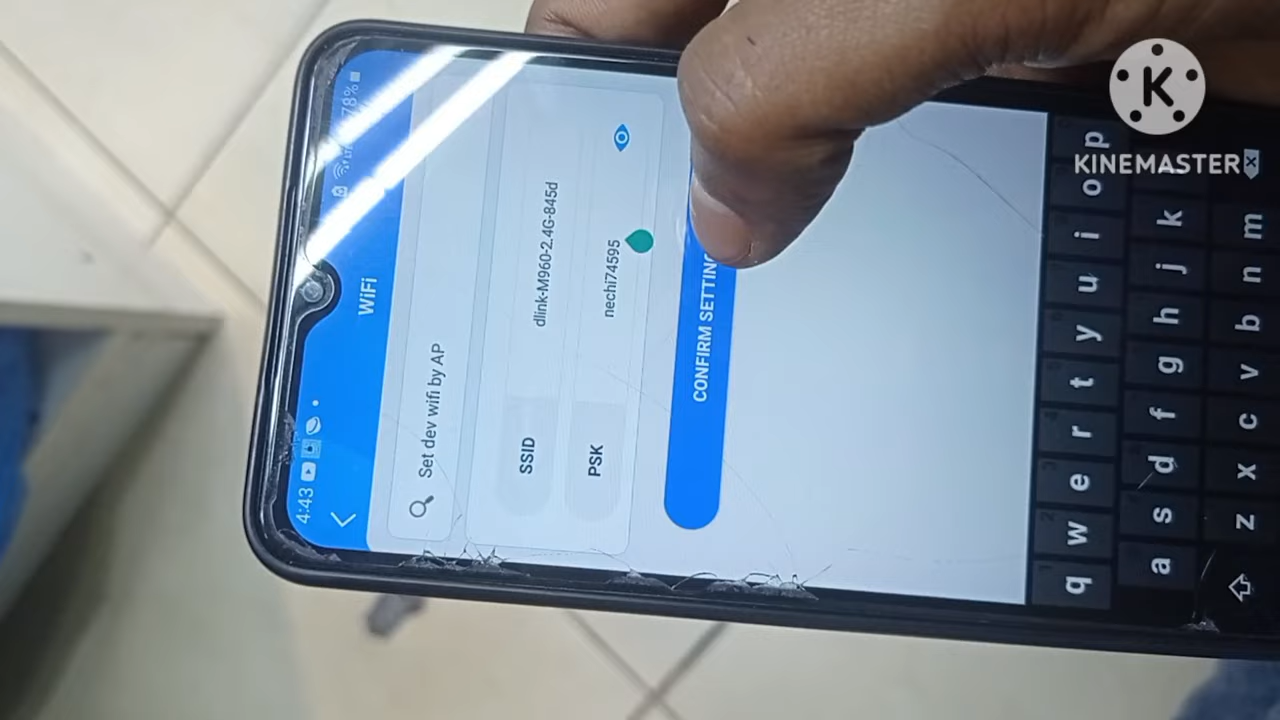 4:43
78%
WiFi
Set dev wifi by AP
SSID dlink-M960-2.4G-845d
PSK nechi74595
CONFIRM SETTING
q w e r t y u i o p
a s d f g h j k
z x c v b n m
K
KINEMASTER